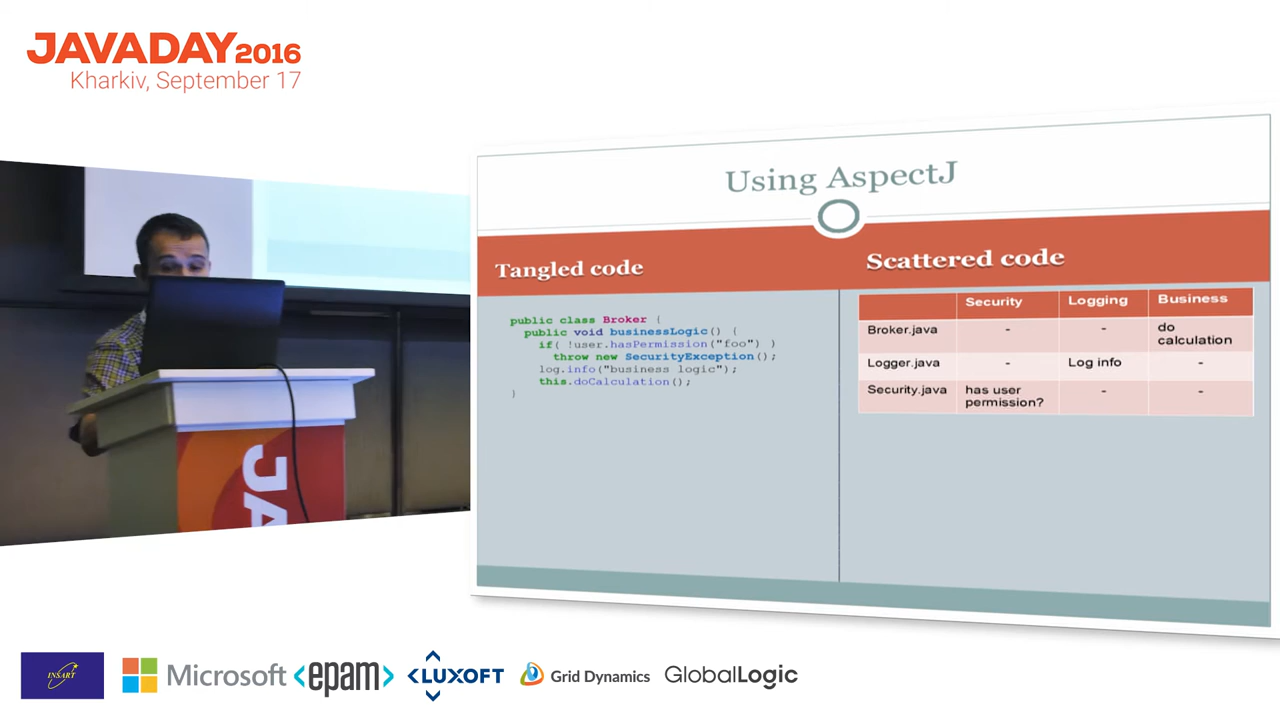 JAVADAY2016
Kharkiv, September 17
Using AspectJ
Tangled code
public class Broker {
public void businessLogic() {
if( !user.hasPermission("foo") )
throw new SecurityException();
log.info("business logic");
this.doCalculation();
}
Scattered code
Security Logging Business
Broker.java - - do calculation
Logger.java - Log info -
Security.java has user permission? - -
JA
INSART
Microsoft
<epam>
<LUXOFT
Grid Dynamics
GlobalLogic